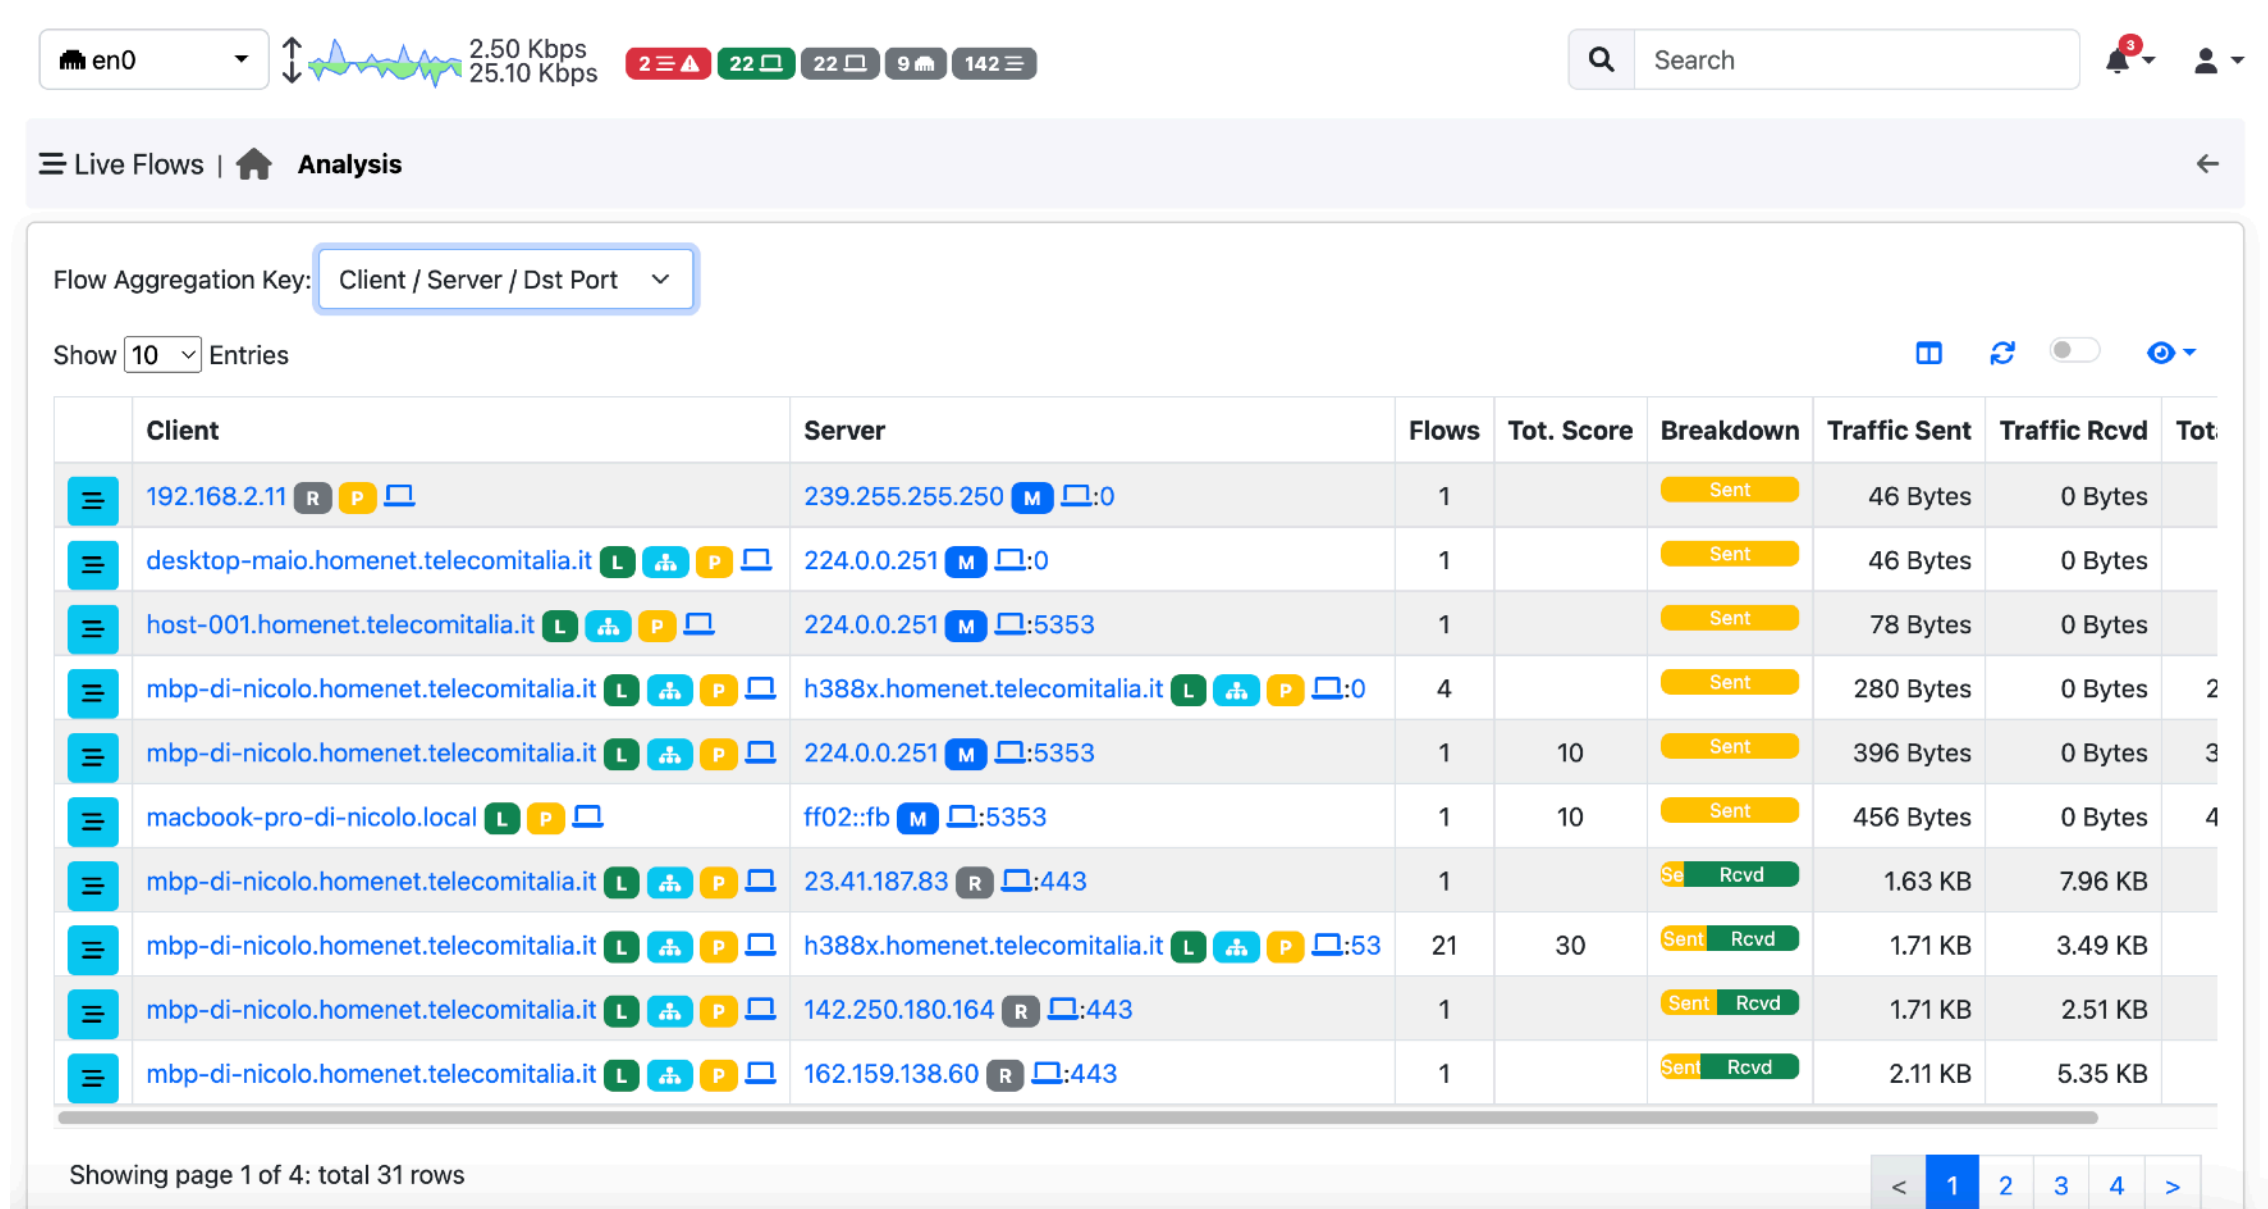 en0 2.50 Kbps
25.10 Kbps 2 22 22 9 142 Search 3
Live Flows | Analysis
Flow Aggregation Key: Client / Server / Dst Port
Show 10 Entries
Client Server Flows Tot. Score Breakdown Traffic Sent Traffic Rcvd Tot
192.168.2.11 R P 239.255.255.250 M :0 1 Sent 46 Bytes 0 Bytes
desktop-maio.homenet.telecomitalia.it L P 224.0.0.251 M :0 1 Sent 46 Bytes 0 Bytes
host-001.homenet.telecomitalia.it L P 224.0.0.251 M :5353 1 Sent 78 Bytes 0 Bytes
mbp-di-nicolo.homenet.telecomitalia.it L P h388x.homenet.telecomitalia.it L P :0 4 Sent 280 Bytes 0 Bytes 2
mbp-di-nicolo.homenet.telecomitalia.it L P 224.0.0.251 M :5353 1 10 Sent 396 Bytes 0 Bytes 3
macbook-pro-di-nicolo.local L P ff02::fb M :5353 1 10 Sent 456 Bytes 0 Bytes 4
mbp-di-nicolo.homenet.telecomitalia.it L P 23.41.187.83 R :443 1 Se Rcvd 1.63 KB 7.96 KB
mbp-di-nicolo.homenet.telecomitalia.it L P h388x.homenet.telecomitalia.it L P :53 21 30 Sent Rcvd 1.71 KB 3.49 KB
mbp-di-nicolo.homenet.telecomitalia.it L P 142.250.180.164 R :443 1 Sent Rcvd 1.71 KB 2.51 KB
mbp-di-nicolo.homenet.telecomitalia.it L P 162.159.138.60 R :443 1 Sent Rcvd 2.11 KB 5.35 KB
Showing page 1 of 4: total 31 rows
< 1 2 3 4 >